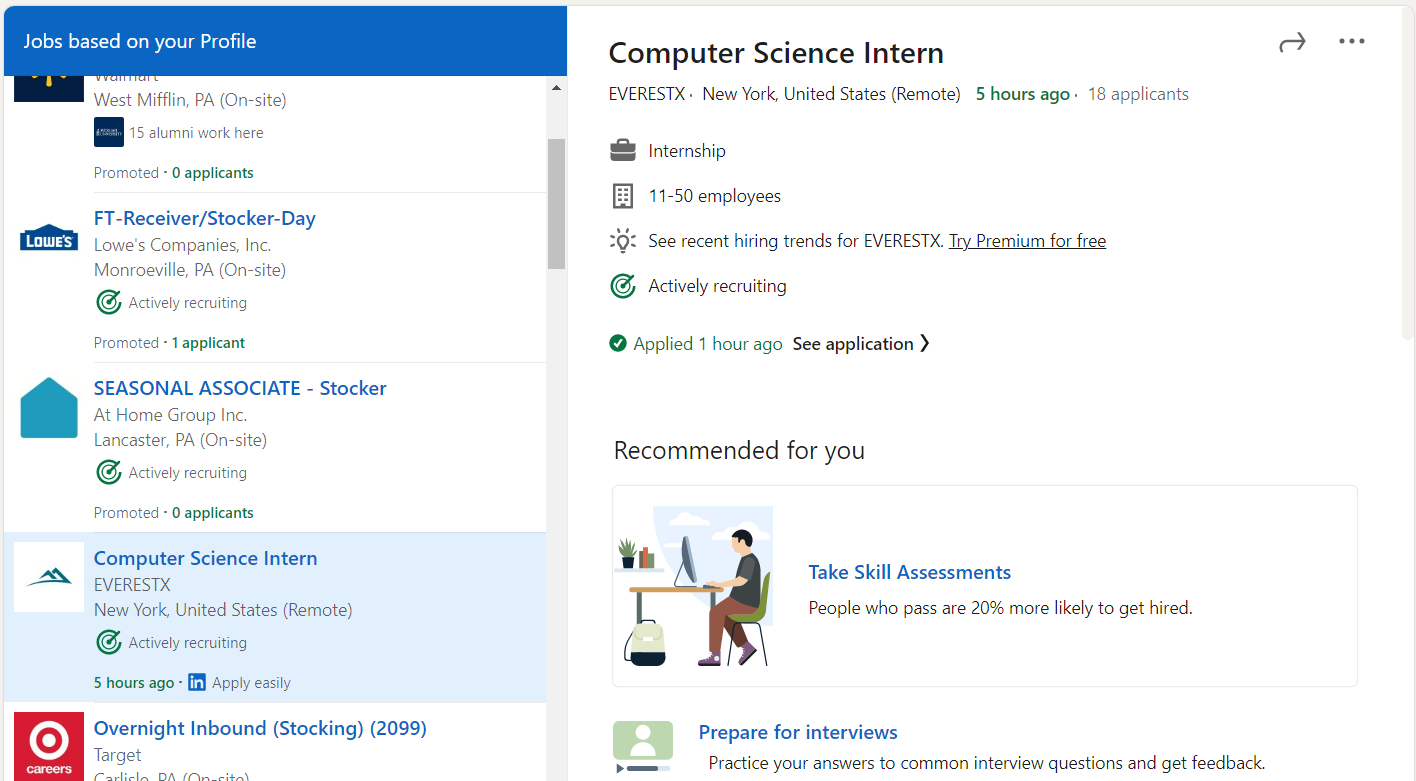 Jobs based on your Profile
Walmart
West Mifflin, PA (On-site)
15 alumni work here
Promoted · 0 applicants
LOWE'S
FT-Receiver/Stocker-Day
Lowe's Companies, Inc.
Monroeville, PA (On-site)
Actively recruiting
Promoted · 1 applicant
SEASONAL ASSOCIATE - Stocker
At Home Group Inc.
Lancaster, PA (On-site)
Actively recruiting
Promoted · 0 applicants
Computer Science Intern
EVERESTX
New York, United States (Remote)
Actively recruiting
5 hours ago · in Apply easily
careers
Overnight Inbound (Stocking) (2099)
Target
Carlisle, PA (On-site)
Computer Science Intern
EVERESTX · New York, United States (Remote) 5 hours ago · 18 applicants
Internship
11-50 employees
See recent hiring trends for EVERESTX. Try Premium for free
Actively recruiting
Applied 1 hour ago See application ❯
Recommended for you
Take Skill Assessments
People who pass are 20% more likely to get hired.
Prepare for interviews
Practice your answers to common interview questions and get feedback.